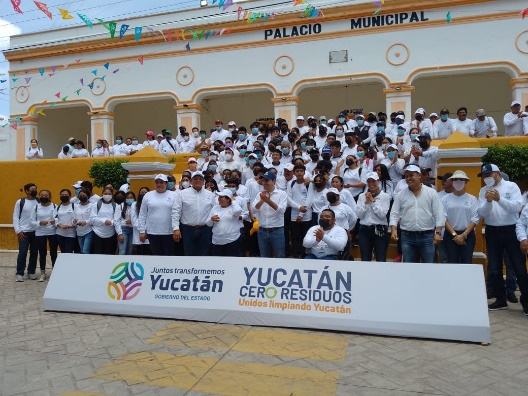 PALACIO MUNICIPAL
Juntos transformemos
Yucatán
GOBIERNO DEL ESTADO
YUCATÁN
CERO RESIDUOS
Unidos limpiando Yucatán